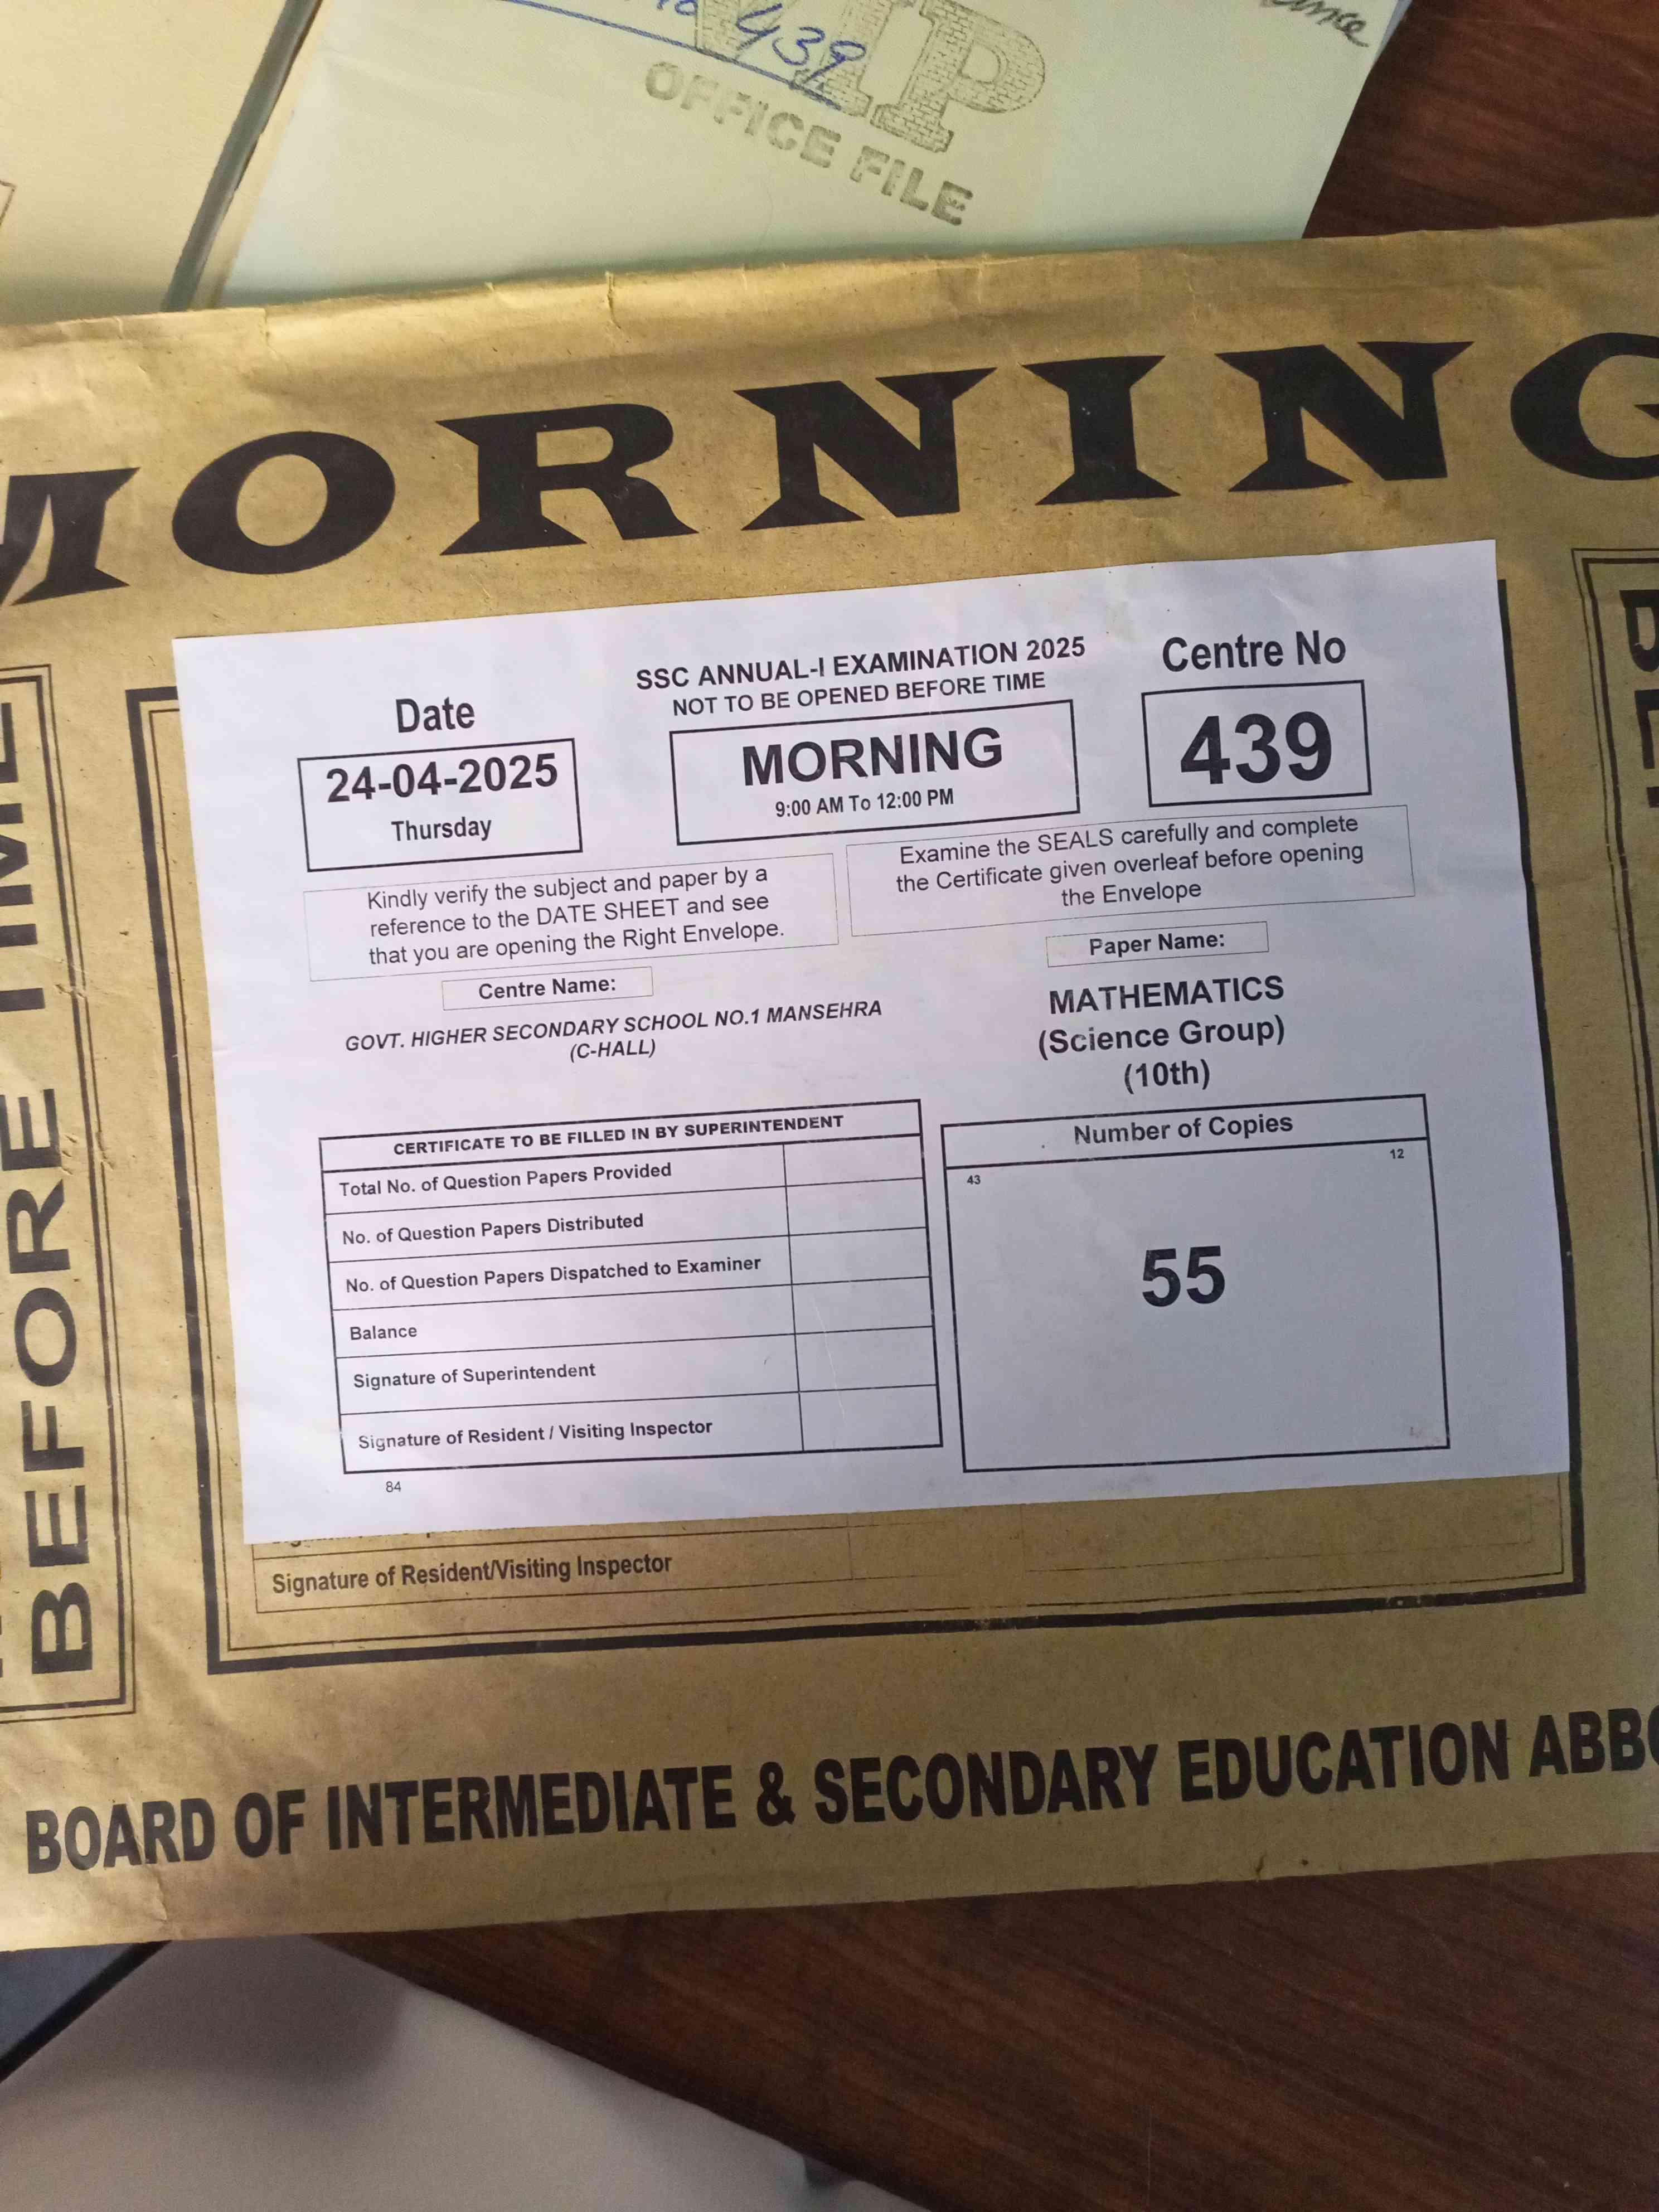 439
VIP
OFFICE FILE
MORNING
BEFORE TIME
SSC ANNUAL-I EXAMINATION 2025
NOT TO BE OPENED BEFORE TIME
Date
24-04-2025
Thursday
MORNING
9:00 AM To 12:00 PM
Centre No
439
Kindly verify the subject and paper by a
reference to the DATE SHEET and see
that you are opening the Right Envelope.
Examine the SEALS carefully and complete
the Certificate given overleaf before opening
the Envelope
Centre Name:
GOVT. HIGHER SECONDARY SCHOOL NO.1 MANSEHRA
(C-HALL)
Paper Name:
MATHEMATICS
(Science Group)
(10th)
CERTIFICATE TO BE FILLED IN BY SUPERINTENDENT
Total No. of Question Papers Provided
No. of Question Papers Distributed
No. of Question Papers Dispatched to Examiner
Balance
Signature of Superintendent
Signature of Resident / Visiting Inspector
84
Number of Copies
43
12
55
Signature of Resident/Visiting Inspector
BOARD OF INTERMEDIATE & SECONDARY EDUCATION ABB